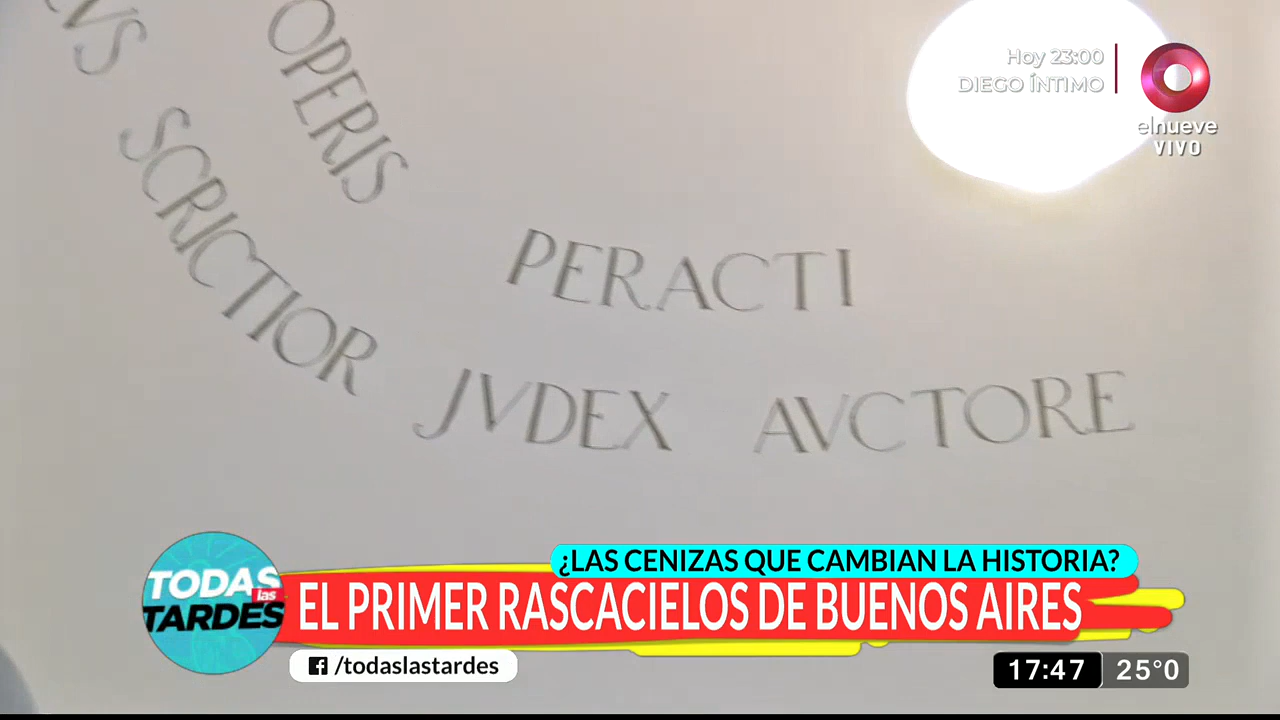 OPERIS
SCRICTIOR
PERACTI
JVDEX AVCTORE
Hoy 23:00
DIEGO ÍNTIMO
elnueve
VIVO
¿LAS CENIZAS QUE CAMBIAN LA HISTORIA?
TODAS
las
TARDES
EL PRIMER RASCACIELOS DE BUENOS AIRES
/todaslastardes
17:47 25°0